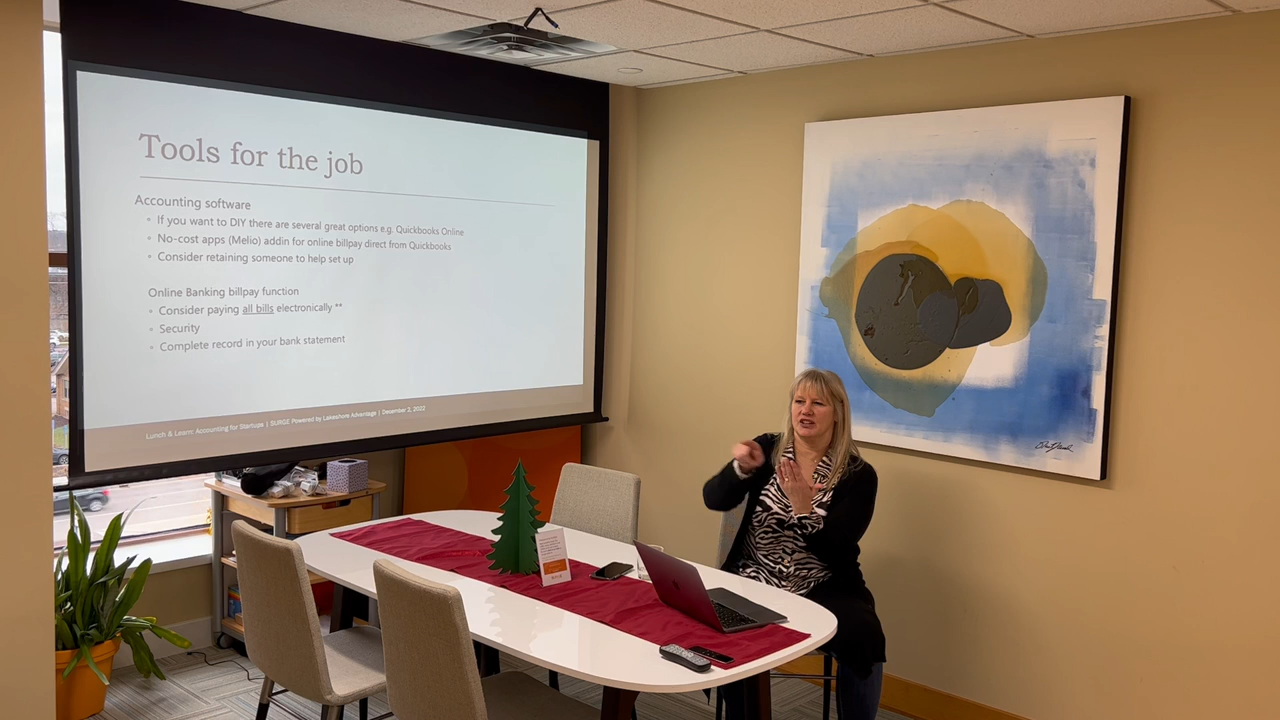 Tools for the job
Accounting software
If you want to DIY there are several great options e.g. Quickbooks Online
No-cost apps (Melio) addin for online billpay direct from Quickbooks
Consider retaining someone to help set up
Online Banking billpay function
Consider paying all bills electronically **
Security
Complete record in your bank statement
Lunch & Learn: Accounting for Startups | SURGE Powered by Lakeshore Advantage | December 2, 2022